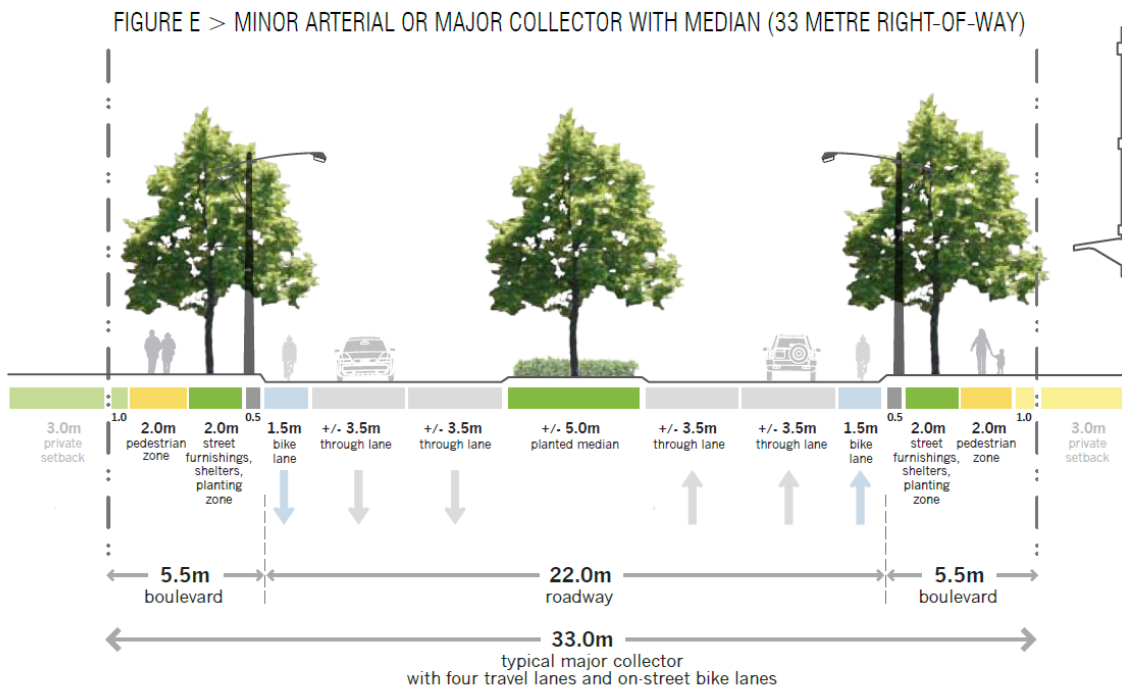 FIGURE E > MINOR ARTERIAL OR MAJOR COLLECTOR WITH MEDIAN (33 METRE RIGHT-OF-WAY)
3.0m
private
setback
1.0
2.0m
pedestrian
zone
2.0m
street
furnishings,
shelters,
planting
zone
0.5
1.5m
bike
lane
+/- 3.5m
through lane
+/- 3.5m
through lane
+/- 5.0m
planted median
+/- 3.5m
through lane
+/- 3.5m
through lane
1.5m
bike
lane
0.5
2.0m
street
furnishings,
shelters,
planting
zone
2.0m
pedestrian
zone
1.0
3.0m
private
setback
5.5m
boulevard
22.0m
roadway
5.5m
boulevard
33.0m
typical major collector
with four travel lanes and on-street bike lanes